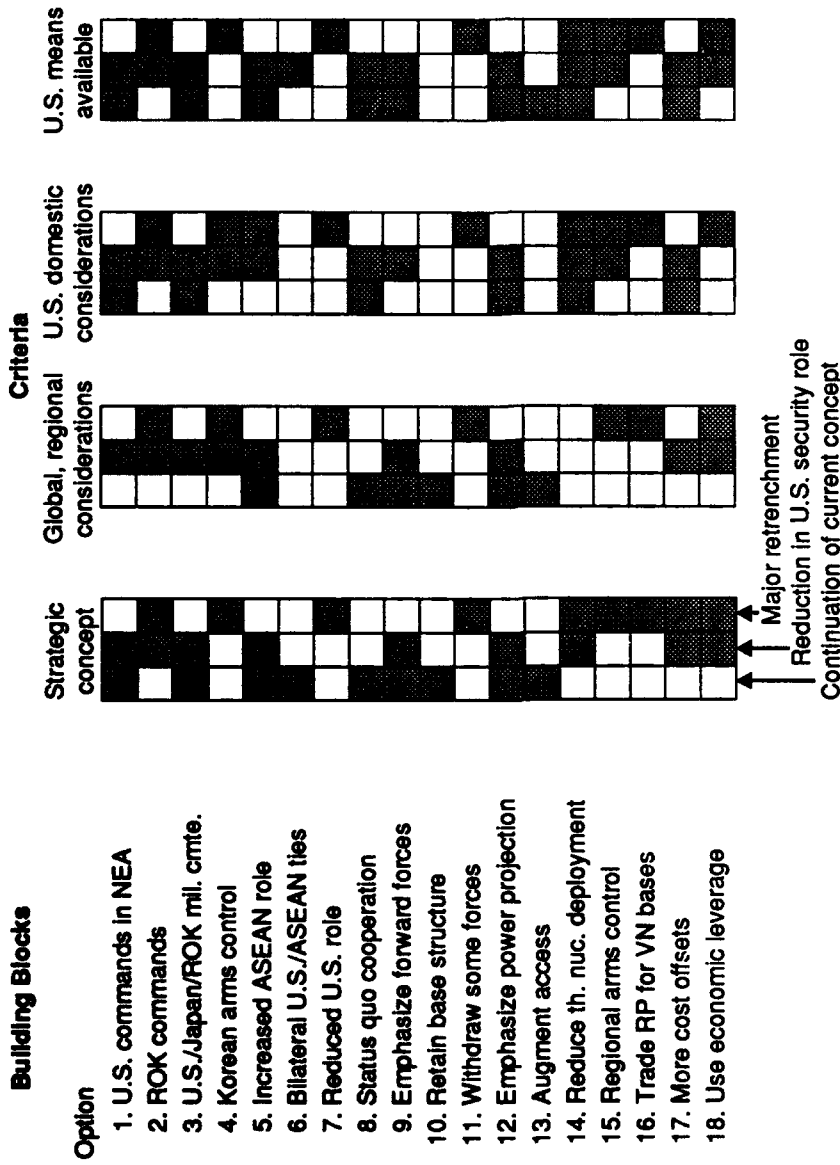 Building Blocks
Criteria
Option
Strategic concept
Global, regional considerations
U.S. domestic considerations
U.S. means available
1. U.S. commands in NEA
2. ROK commands
3. U.S./Japan/ROK mil. cmte.
4. Korean arms control
5. Increased ASEAN role
6. Bilateral U.S./ASEAN ties
7. Reduced U.S. role
8. Status quo cooperation
9. Emphasize forward forces
10. Retain base structure
11. Withdraw some forces
12. Emphasize power projection
13. Augment access
14. Reduce th. nuc. deployment
15. Regional arms control
16. Trade RP for VN bases
17. More cost offsets
18. Use economic leverage
Major retrenchment
Reduction in U.S. security role
Continuation of current concept